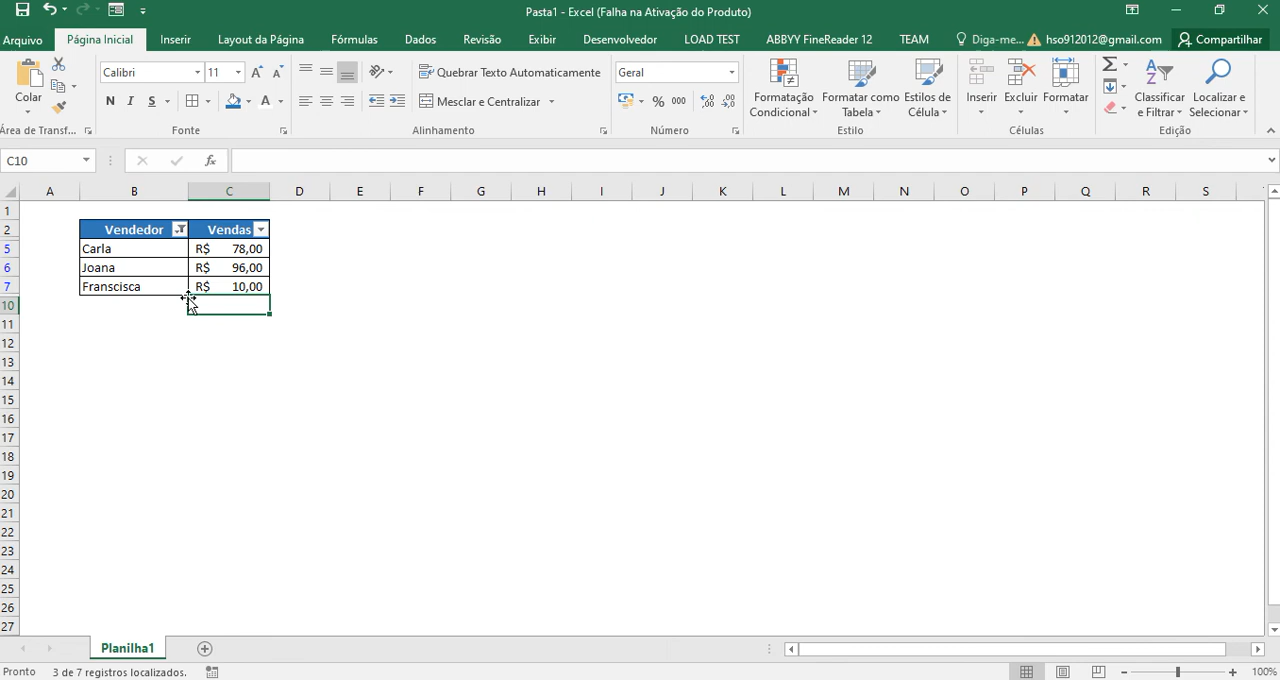 Pasta1 - Excel (Falha na Ativação do Produto)
Arquivo Página Inicial Inserir Layout da Página Fórmulas Dados Revisão Exibir Desenvolvedor LOAD TEST ABBYY FineReader 12 TEAM Diga-me... hso912012@gmail.com Compartilhar
Colar
Calibri 11
Quebrar Texto Automaticamente
Geral
Formatação Condicional
Formatar como Tabela
Estilos de Célula
Inserir Excluir Formatar
Classificar e Filtrar
Localizar e Selecionar
N I S A
Mesclar e Centralizar
% 000
Área de Transf... Fonte Alinhamento Número Estilo Células Edição
C10 fx
A B C D E F G H I J K L M N O P Q R S
1
2 Vendedor Vendas
5 Carla R$ 78,00
6 Joana R$ 96,00
7 Franscisca R$ 10,00
10
11
12
13
14
15
16
17
18
19
20
21
22
23
24
25
26
27
Planilha1
Pronto 3 de 7 registros localizados. 100%